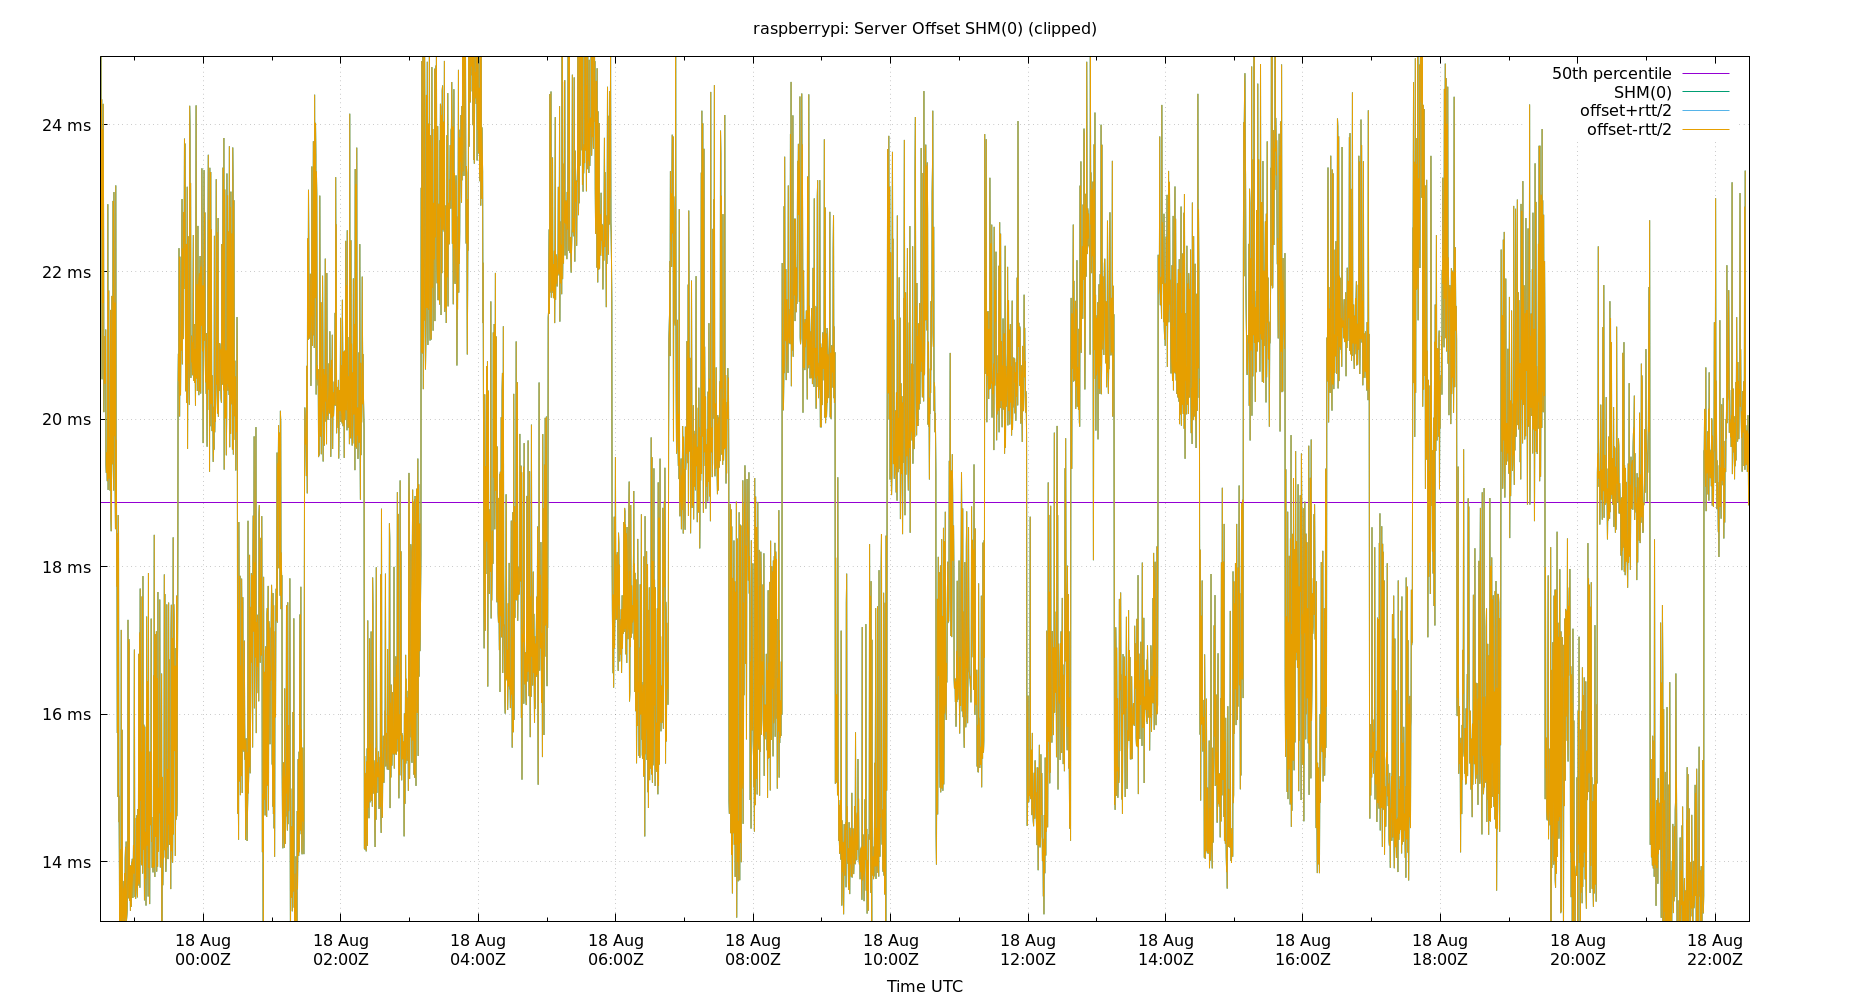 raspberrypi: Server Offset SHM(0) (clipped)
50th percentile
SHM(0)
offset+rtt/2
offset-rtt/2
24 ms
22 ms
20 ms
18 ms
16 ms
14 ms
18 Aug 18 Aug 18 Aug 18 Aug 18 Aug 18 Aug 18 Aug 18 Aug 18 Aug 18 Aug 18 Aug 18 Aug
00:00Z 02:00Z 04:00Z 06:00Z 08:00Z 10:00Z 12:00Z 14:00Z 16:00Z 18:00Z 20:00Z 22:00Z
Time UTC